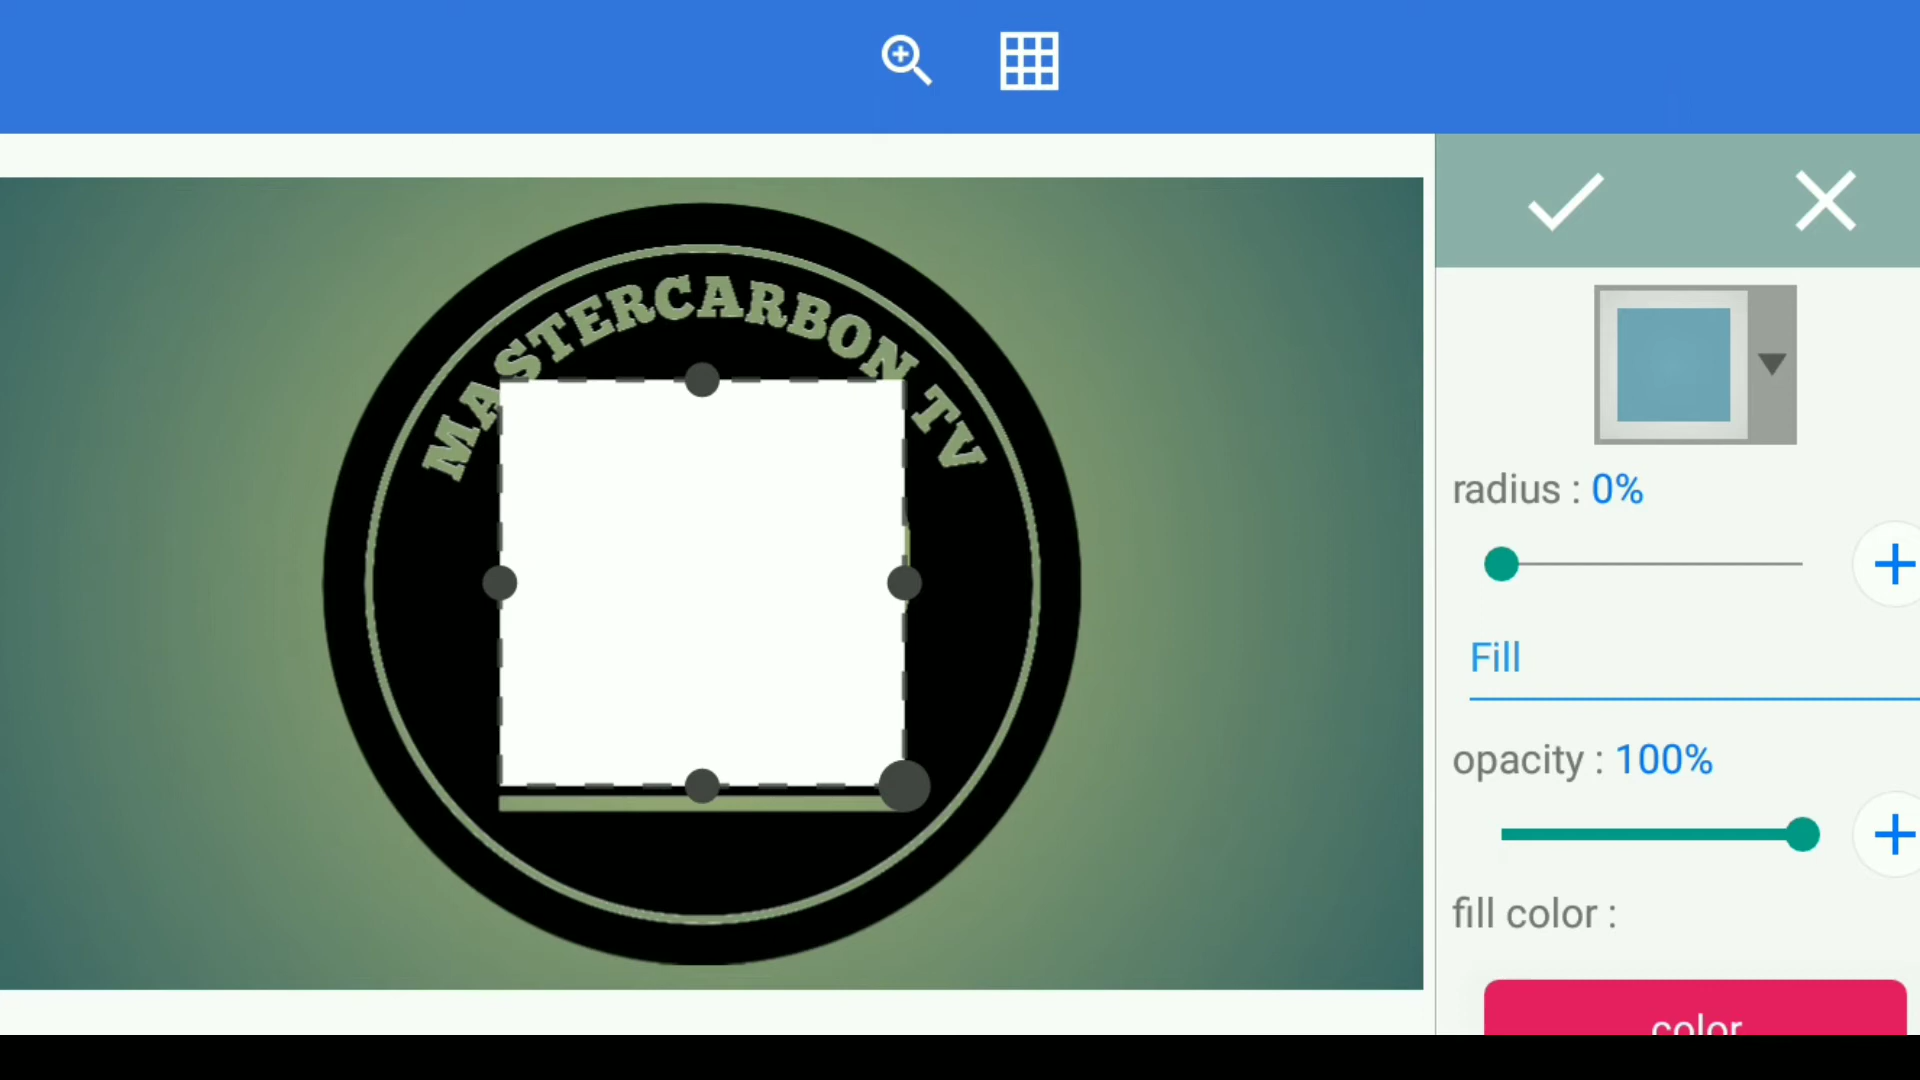 MASTERCARBON TV
radius : 0%
Fill
opacity : 100%
fill color :
color